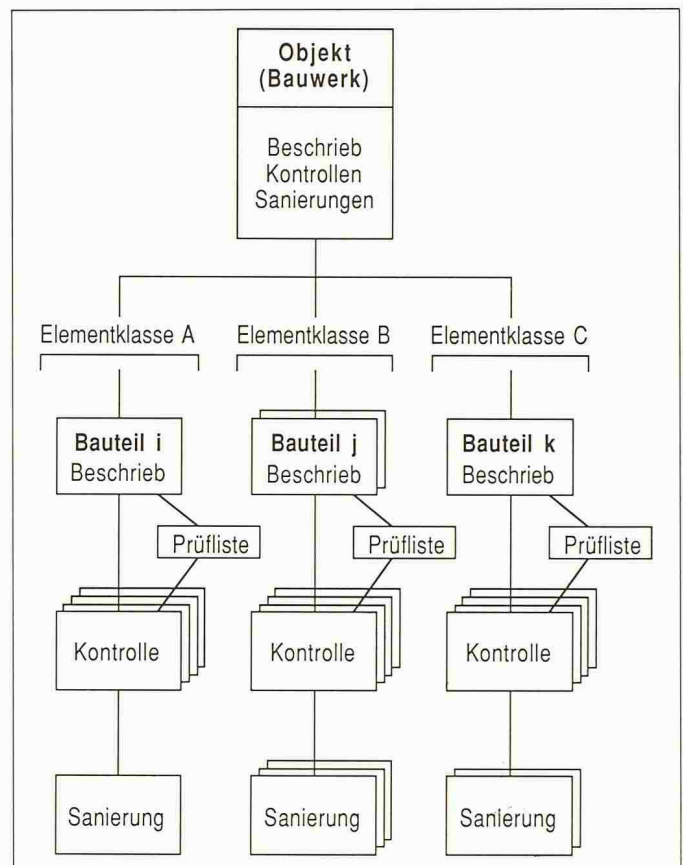 Objekt
(Bauwerk)
Beschrieb
Kontrollen
Sanierungen
Elementklasse A
Elementklasse B
Elementklasse C
Bauteil i
Beschrieb
Bauteil j
Beschrieb
Bauteil k
Beschrieb
Prüfliste
Prüfliste
Prüfliste
Kontrolle
Kontrolle
Kontrolle
Sanierung
Sanierung
Sanierung